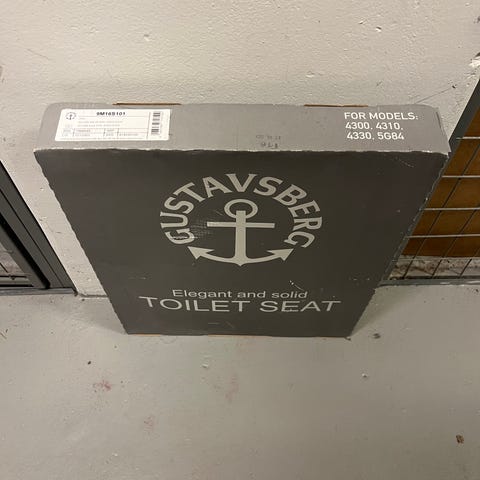 9M16S101
FOR MODELS:
4300, 4310,
4330, 5G84
GUSTAVSBERG
Elegant and solid
TOILET SEAT